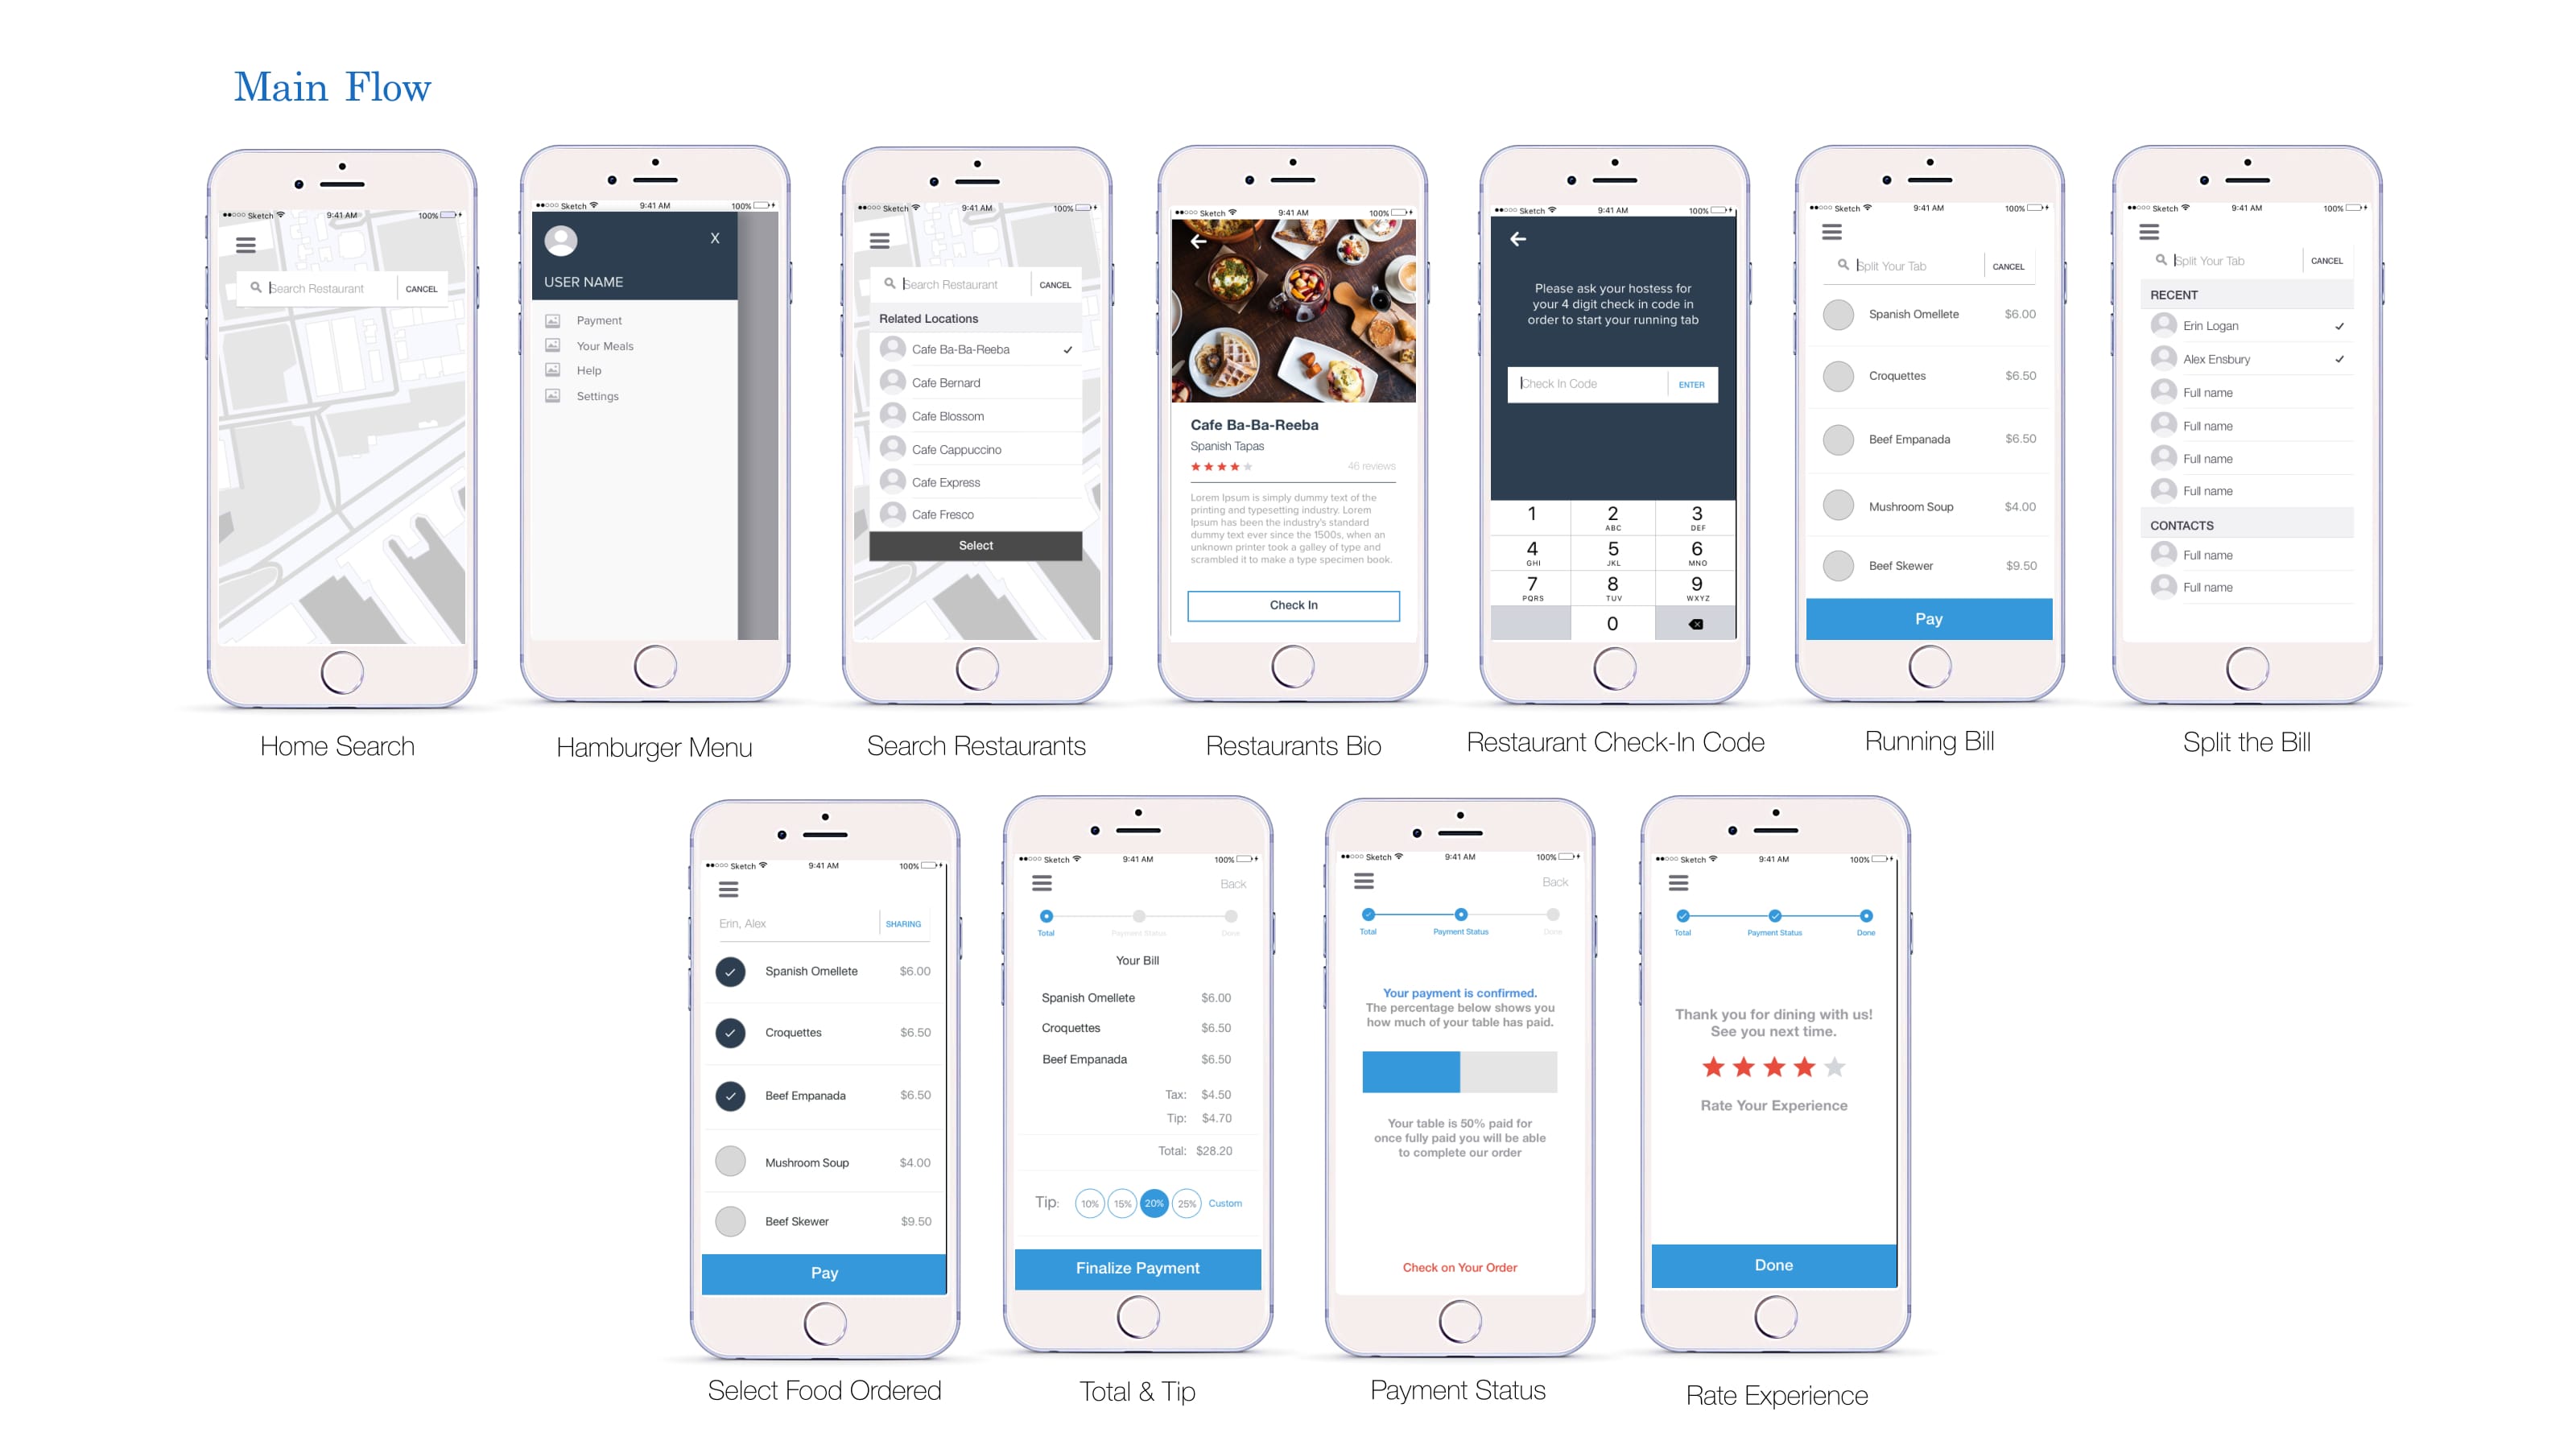 Main Flow
Sketch 9:41 AM 100%
Search Restaurant CANCEL
Home Search
Sketch 9:41 AM 100%
X
USER NAME
Payment
Your Meals
Help
Settings
Hamburger Menu
Sketch 9:41 AM 100%
Search Restaurant CANCEL
Related Locations
Cafe Ba-Ba-Reeba
Cafe Bernard
Cafe Blossom
Cafe Cappuccino
Cafe Express
Cafe Fresco
Select
Search Restaurants
Sketch 9:41 AM 100%
Cafe Ba-Ba-Reeba
Spanish Tapas
46 reviews
Lorem Ipsum is simply dummy text of the
printing and typesetting industry. Lorem
Ipsum has been the industry's standard
dummy text ever since the 1500s, when an
unknown printer took a galley of type and
scrambled it to make a type specimen book.
Check In
Restaurants Bio
Sketch 9:41 AM 100%
Please ask your hostess for
your 4 digit check in code in
order to start your running tab
Check In Code ENTER
1 2 3
ABC DEF
4 5 6
GHI JKL MNO
7 8 9
PQRS TUV WXYZ
0
Restaurant Check-In Code
Sketch 9:41 AM 100%
Split Your Tab CANCEL
Spanish Omellete $6.00
Croquettes $6.50
Beef Empanada $6.50
Mushroom Soup $4.00
Beef Skewer $9.50
Pay
Running Bill
Sketch 9:41 AM 100%
Split Your Tab CANCEL
RECENT
Erin Logan
Alex Ensbury
Full name
Full name
Full name
Full name
CONTACTS
Full name
Full name
Split the Bill
Sketch 9:41 AM 100%
Erin, Alex SHARING
Spanish Omellete $6.00
Croquettes $6.50
Beef Empanada $6.50
Mushroom Soup $4.00
Beef Skewer $9.50
Pay
Select Food Ordered
Sketch 9:41 AM 100%
Back
Total Payment Status Done
Your Bill
Spanish Omellete $6.00
Croquettes $6.50
Beef Empanada $6.50
Tax: $4.50
Tip: $4.70
Total: $28.20
Tip: 10% 15% 20% 25% Custom
Finalize Payment
Total & Tip
Sketch 9:41 AM 100%
Back
Total Payment Status Done
Your payment is confirmed.
The percentage below shows you
how much of your table has paid.
Your table is 50% paid for
once fully paid you will be able
to complete our order
Check on Your Order
Payment Status
Sketch 9:41 AM 100%
Total Payment Status Done
Thank you for dining with us!
See you next time.
Rate Your Experience
Done
Rate Experience